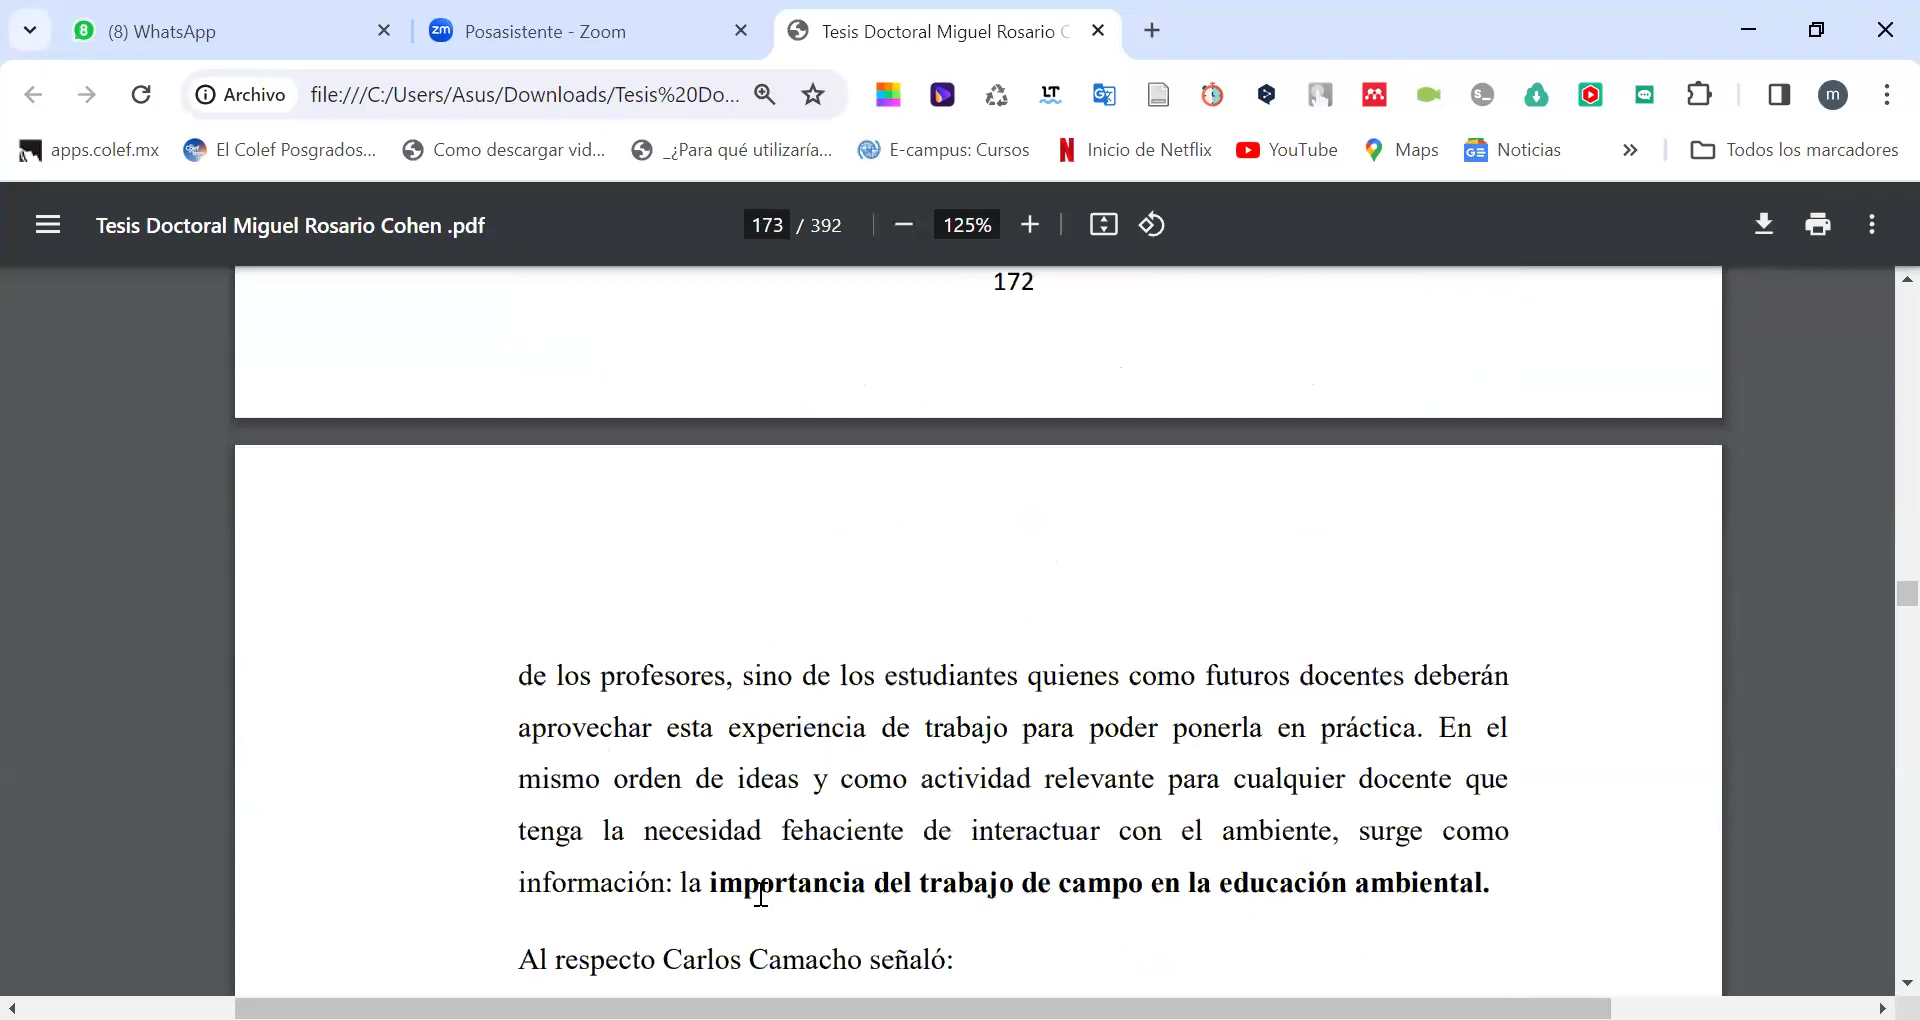 (8) WhatsApp
Posasistente - Zoom
Tesis Doctoral Miguel Rosario C
Archivo
file:///C:/Users/Asus/Downloads/Tesis%20Do...
apps.colef.mx
El Colef Posgrados...
Como descargar vid...
_¿Para qué utilizaría...
E-campus: Cursos
Inicio de Netflix
YouTube
Maps
Noticias
Todos los marcadores
Tesis Doctoral Miguel Rosario Cohen .pdf
173 / 392
125%
172
de los profesores, sino de los estudiantes quienes como futuros docentes deberán
aprovechar esta experiencia de trabajo para poder ponerla en práctica. En el
mismo orden de ideas y como actividad relevante para cualquier docente que
tenga la necesidad fehaciente de interactuar con el ambiente, surge como
información: la importancia del trabajo de campo en la educación ambiental.
Al respecto Carlos Camacho señaló: